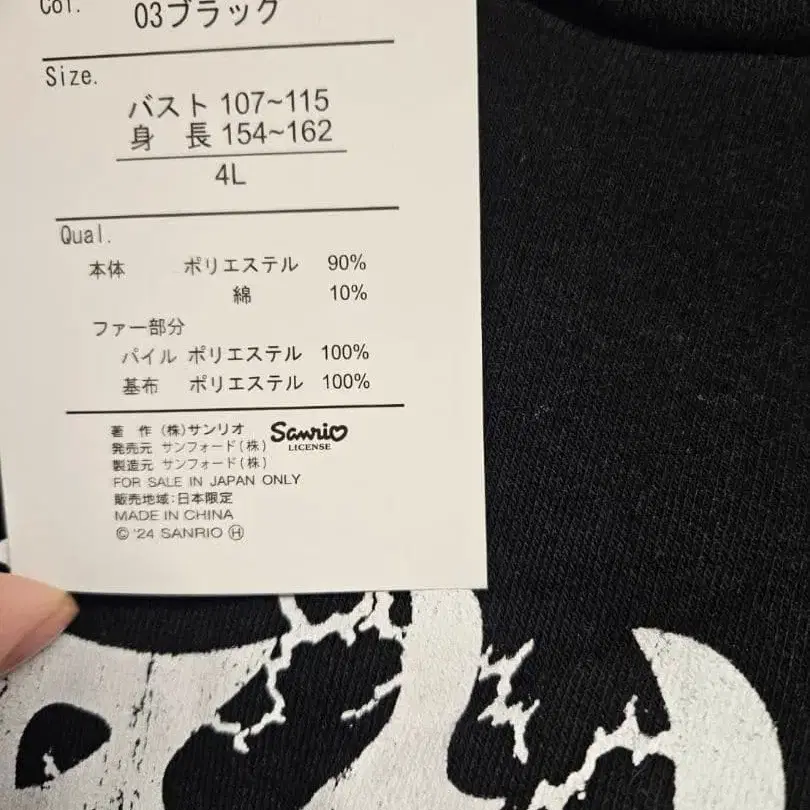 Col.
03ブラック
Size.
バスト 107~115
身 長 154~162
4L
Qual.
本体 ポリエステル 90%
綿 10%
ファー部分
パイル ポリエステル 100%
基布 ポリエステル 100%
著 作 (株)サンリオ
Sanrio
LICENSE
発売元 サンフォード(株)
製造元 サンフォード(株)
FOR SALE IN JAPAN ONLY
販売地域:日本限定
MADE IN CHINA
© '24 SANRIO Ⓗ